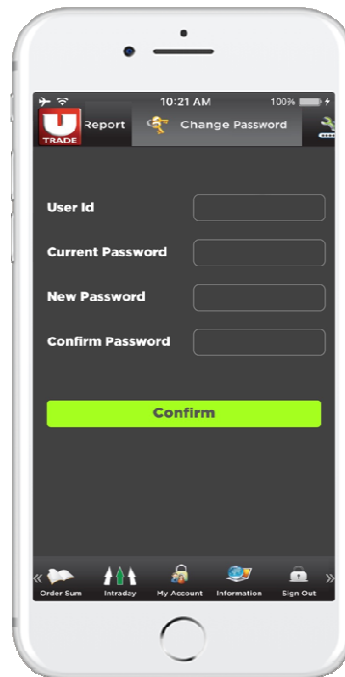 10:21 AM 100%
U
TRADE
Report
Change Password
User Id
Current Password
New Password
Confirm Password
Confirm
« »
Order Sum Intraday My Account Information Sign Out